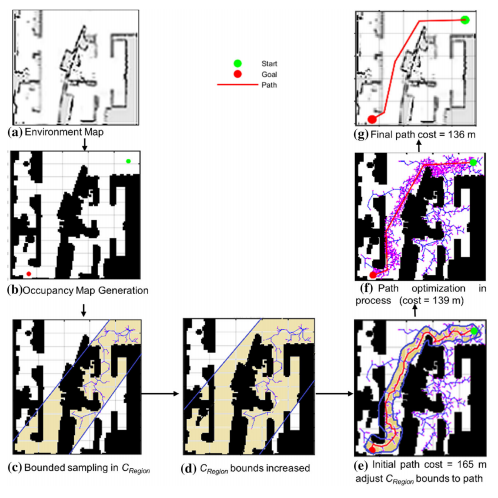 Start
Goal
Path
(a) Environment Map
(g) Final path cost = 136 m
(b) Occupancy Map Generation
(f) Path optimization in
process (cost = 139 m)
(c) Bounded sampling in CRegion
(d) CRegion bounds increased
(e) Initial path cost = 165 m
adjust CRegion bounds to path